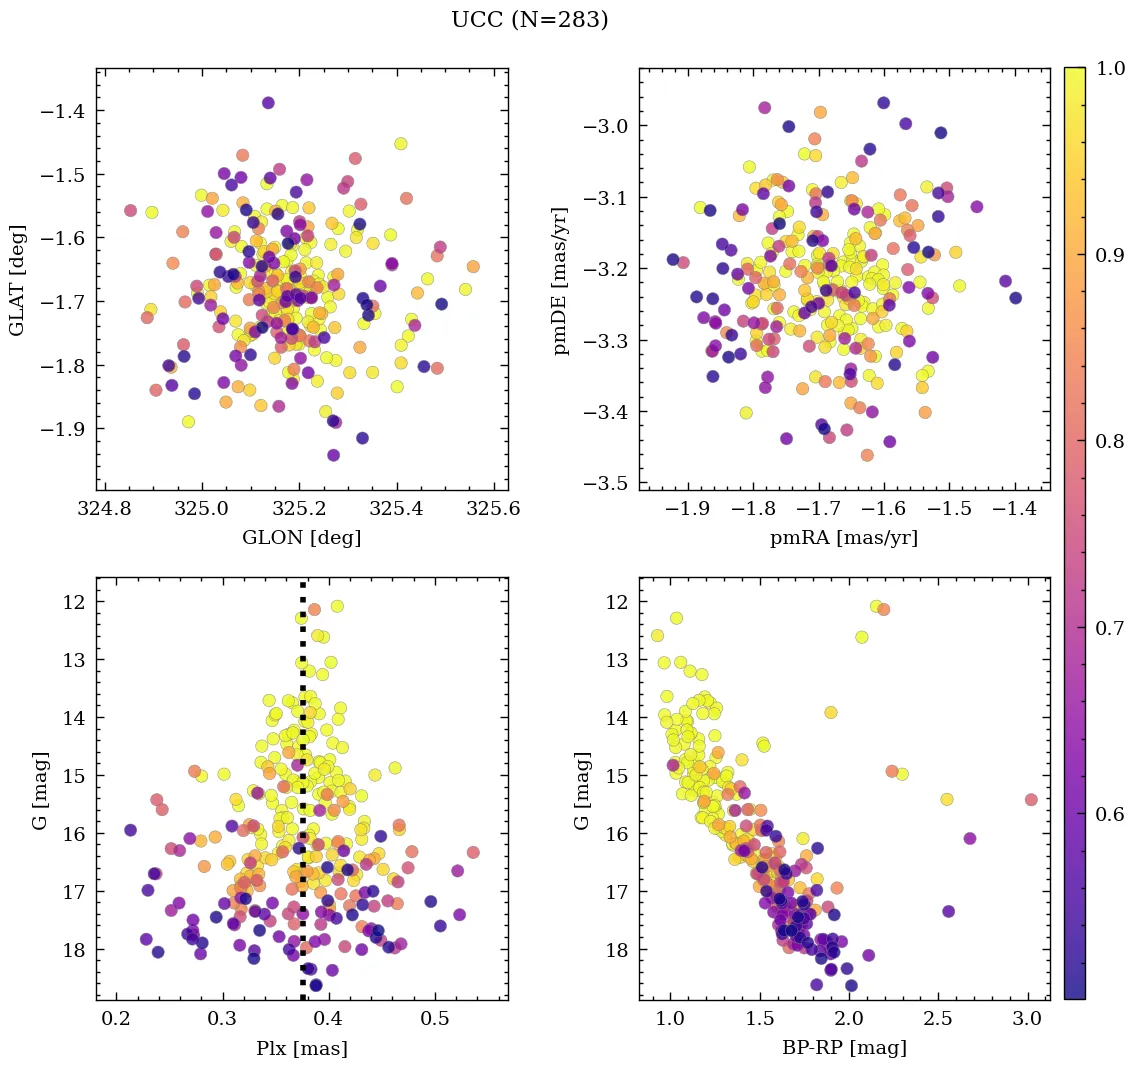 UCC (N=283)
−1.4
−1.5
−1.6
−1.7
−1.8
−1.9
GLAT [deg]
324.8 325.0 325.2 325.4 325.6
GLON [deg]
−3.0
−3.1
−3.2
−3.3
−3.4
−3.5
pmDE [mas/yr]
−1.9 −1.8 −1.7 −1.6 −1.5 −1.4
pmRA [mas/yr]
1.0
0.9
0.8
0.7
0.6
12
13
14
15
16
17
18
G [mag]
0.2 0.3 0.4 0.5
Plx [mas]
12
13
14
15
16
17
18
G [mag]
1.0 1.5 2.0 2.5 3.0
BP-RP [mag]